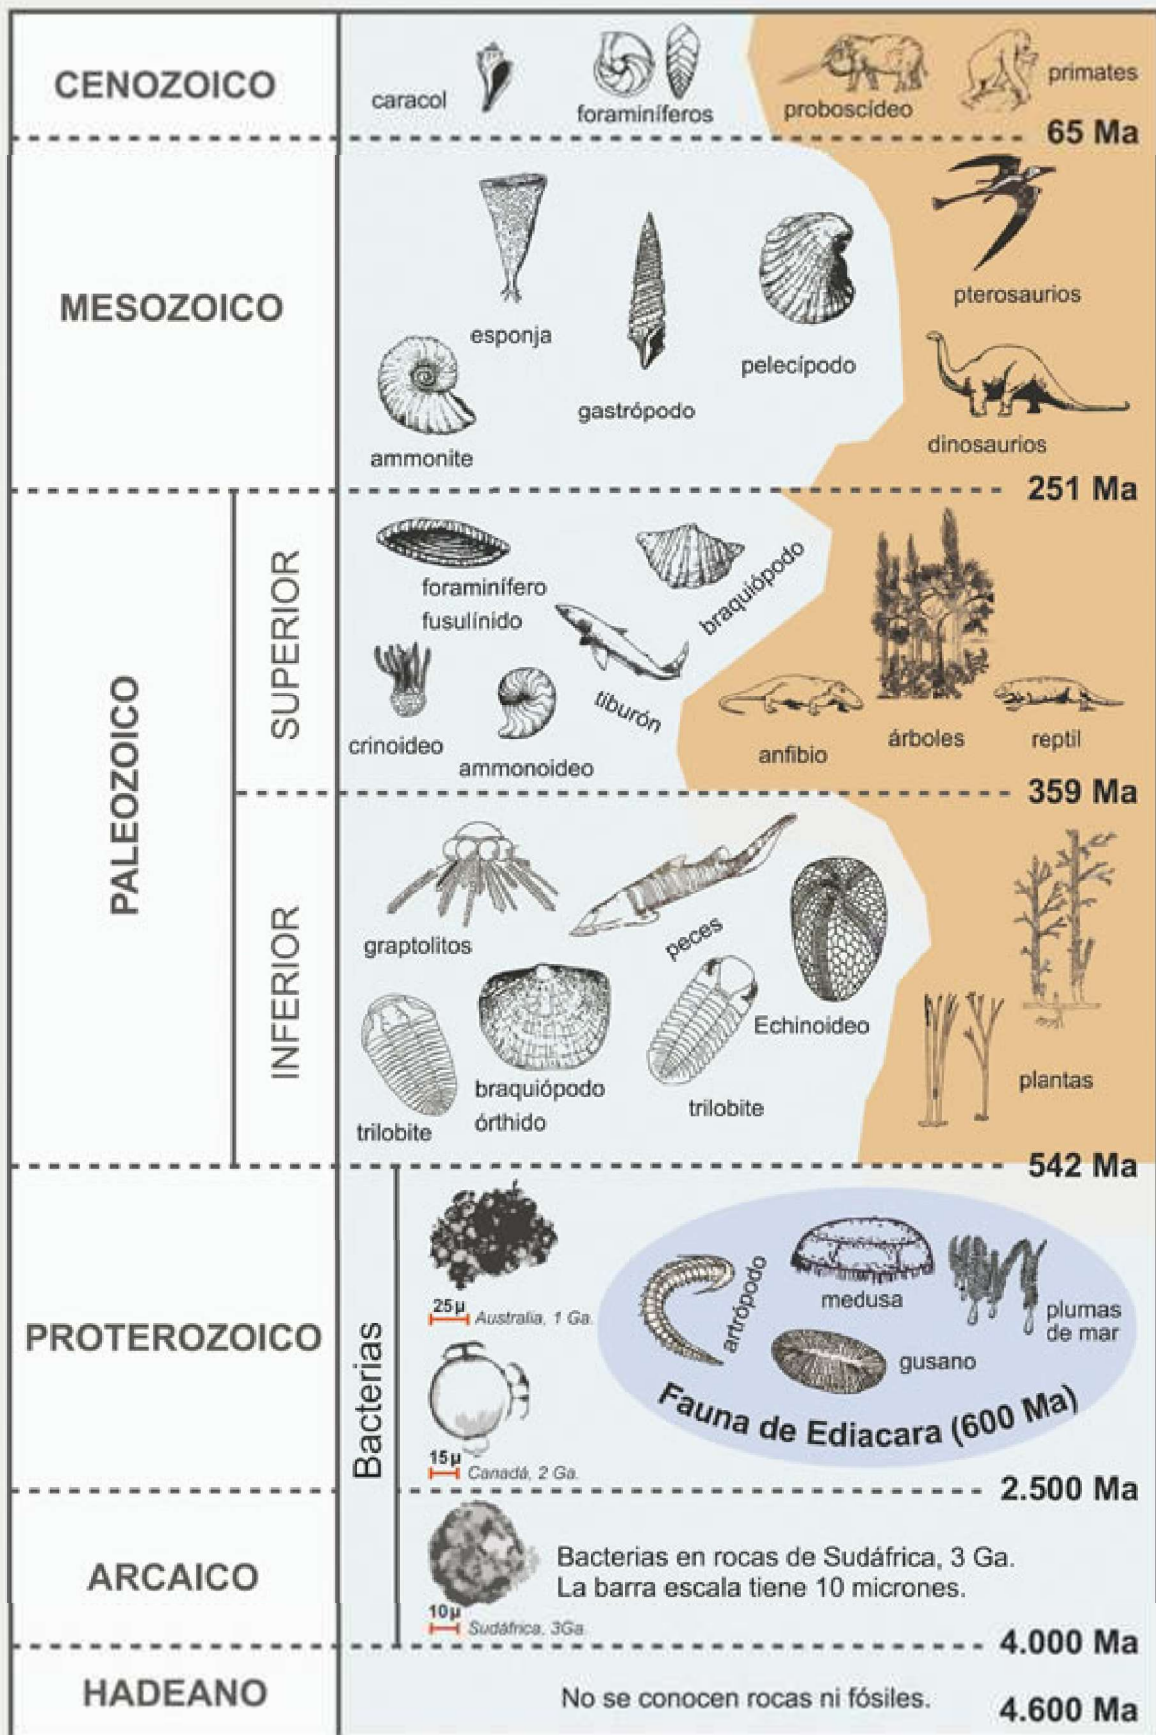 CENOZOICO
caracol
foraminíferos
proboscídeo
primates
65 Ma
MESOZOICO
esponja
ammonite
gastrópodo
pelecípodo
pterosaurios
dinosaurios
251 Ma
PALEOZOICO
SUPERIOR
foraminífero
fusulínido
braquiópodo
crinoideo
ammonoideo
tiburón
anfibio
árboles
reptil
359 Ma
INFERIOR
graptolitos
peces
Echinoideo
trilobite
braquiópodo
órthido
trilobite
plantas
542 Ma
PROTEROZOICO
Bacterias
25µ
Australia, 1 Ga.
15µ
Canadá, 2 Ga.
artrópodo
medusa
plumas
de mar
gusano
Fauna de Ediacara (600 Ma)
2.500 Ma
ARCAICO
10µ
Sudáfrica, 3Ga.
Bacterias en rocas de Sudáfrica, 3 Ga.
La barra escala tiene 10 micrones.
4.000 Ma
HADEANO
No se conocen rocas ni fósiles.
4.600 Ma